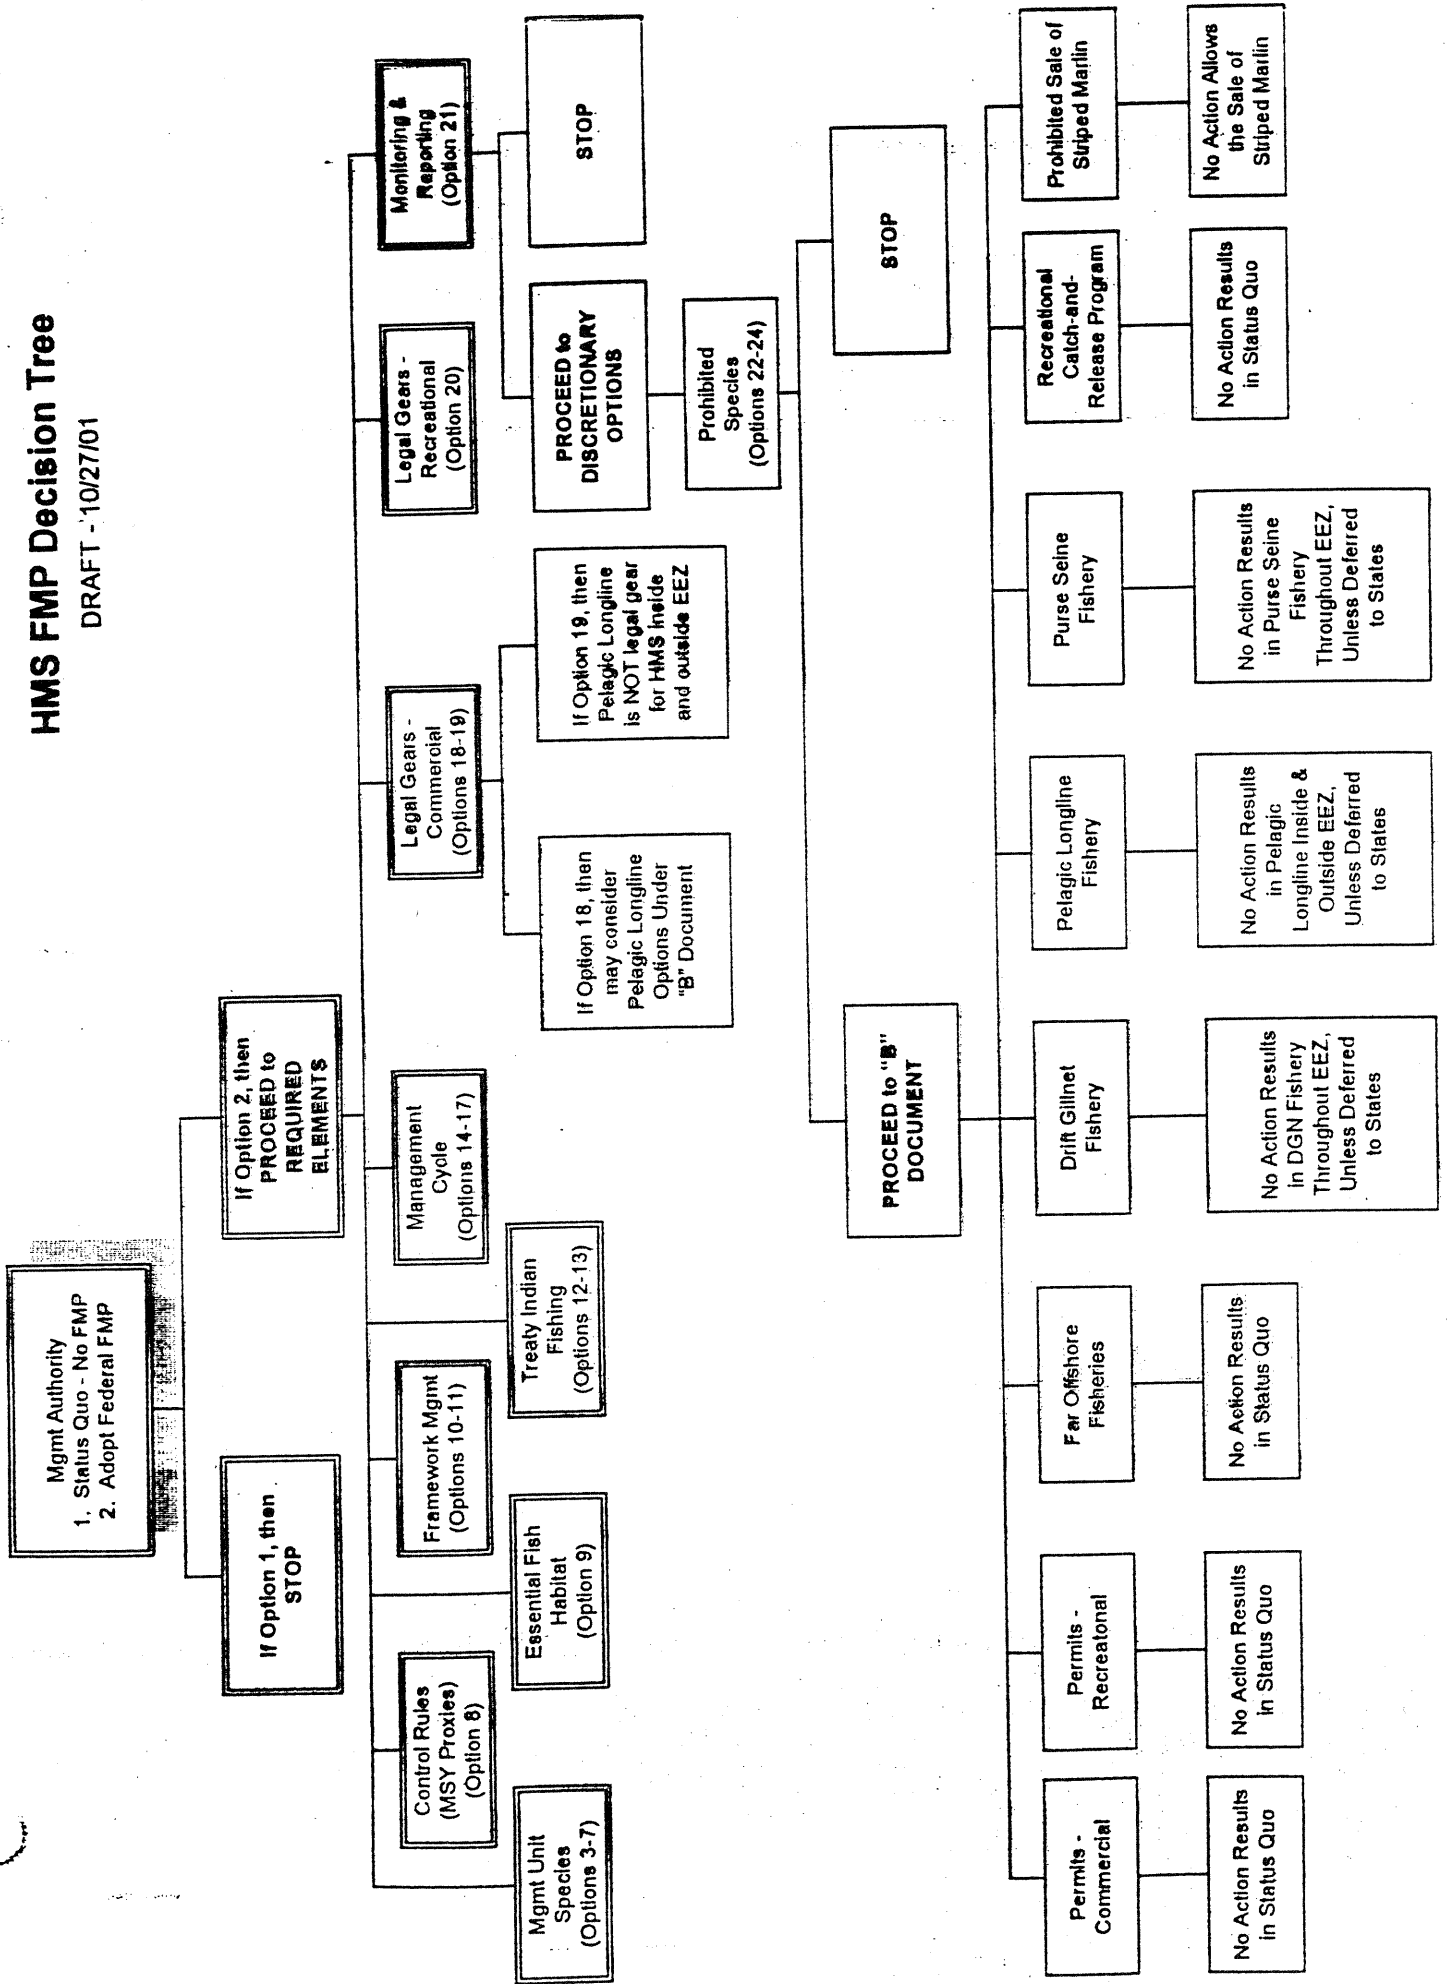 HMS FMP Decision Tree
DRAFT - 10/27/01
Mgmt Authority
1. Status Quo - No FMP
2. Adopt Federal FMP
If Option 1, then
STOP
If Option 2, then
PROCEED to
REQUIRED
ELEMENTS
Mgmt Unit
Species
(Options 3-7)
Control Rules
(MSY Proxies)
(Option 8)
Essential Fish
Habitat
(Option 9)
Framework Mgmt
(Options 10-11)
Treaty Indian
Fishing
(Options 12-13)
Management
Cycle
(Options 14-17)
Legal Gears -
Commercial
(Options 18-19)
Legal Gears -
Recreational
(Option 20)
Monitoring &
Reporting
(Option 21)
If Option 18, then
may consider
Pelagic Longline
Options Under
"B" Document
If Option 19, then
Pelagic Longline
is NOT legal gear
for HMS inside
and outside EEZ
PROCEED to
DISCRETIONARY
OPTIONS
STOP
Prohibited
Species
(Options 22-24)
PROCEED to "B"
DOCUMENT
STOP
Permits -
Commercial
Permits -
Recreatonal
Far Offshore
Fisheries
Drift Gillnet
Fishery
Pelagic Longline
Fishery
Purse Seine
Fishery
Recreational
Catch-and-
Release Program
Prohibited Sale of
Striped Marlin
No Action Results
in Status Quo
No Action Results
in Status Quo
No Action Results
in Status Quo
No Action Results
in DGN Fishery
Throughout EEZ,
Unless Deferred
to States
No Action Results
in Pelagic
Longline Inside &
Outside EEZ,
Unless Deferred
to States
No Action Results
in Purse Seine
Fishery
Throughout EEZ,
Unless Deferred
to States
No Action Results
in Status Quo
No Action Allows
the Sale of
Striped Marlin